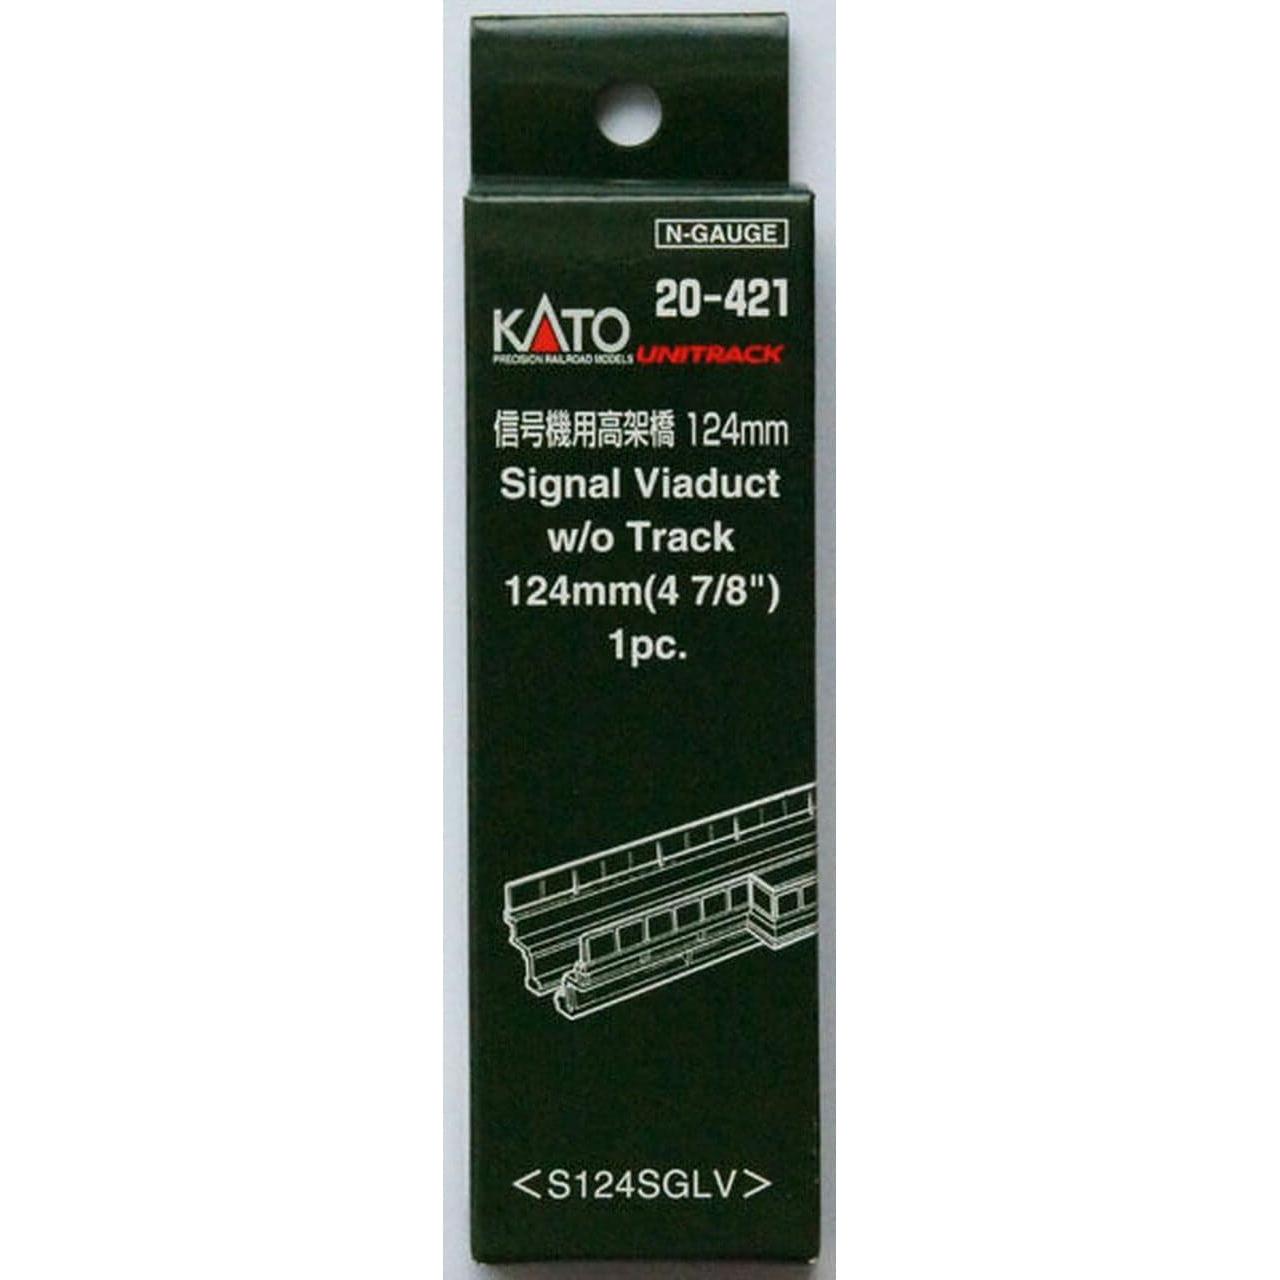 N-GAUGE
20-421
KATO
PRECISION RAILROAD MODELS
UNITRACK
信号機用高架橋 124mm
Signal Viaduct
w/o Track
124mm(4 7/8")
1pc.
<S124SGLV>